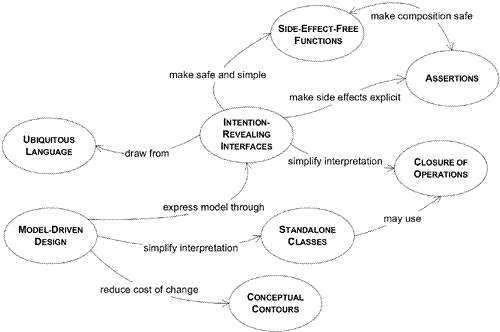 SIDE-EFFECT-FREE
FUNCTIONS
make composition safe
make safe and simple
ASSERTIONS
make side effects explicit
INTENTION-
REVEALING
INTERFACES
UBIQUITOUS
LANGUAGE
draw from
simplify interpretation
CLOSURE OF
OPERATIONS
express model through
may use
MODEL-DRIVEN
DESIGN
simplify interpretation
STANDALONE
CLASSES
reduce cost of change
CONCEPTUAL
CONTOURS